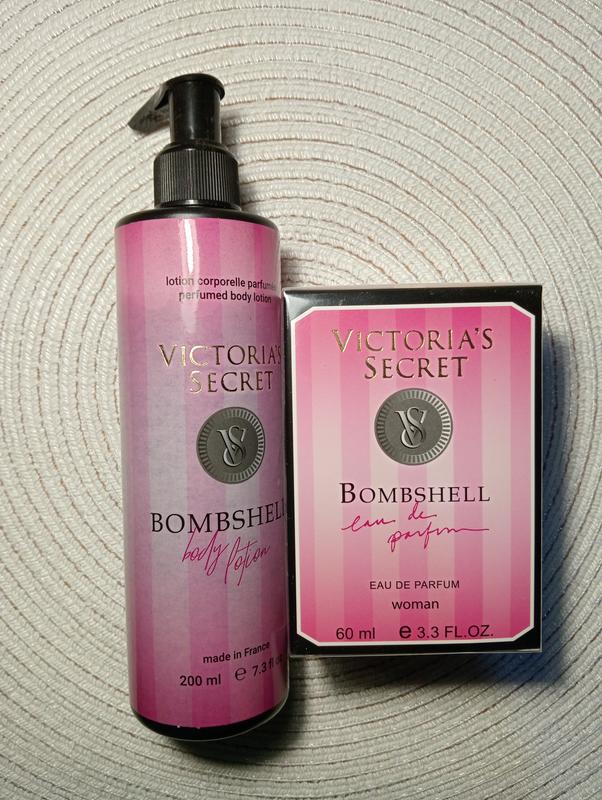 lotion corporelle parfumée
perfumed body lotion
VICTORIA'S
SECRET
VS
BOMBSHELL
body
lotion
made in France
200 ml e 7.3 fl
VICTORIA'S
SECRET
VS
BOMBSHELL
eau de
parfum
EAU DE PARFUM
woman
60 ml e 3.3 FL.OZ.